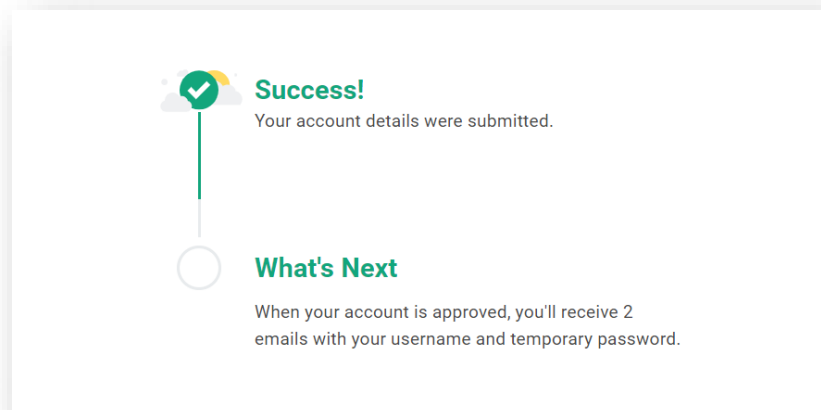 Success!
Your account details were submitted.
What's Next
When your account is approved, you'll receive 2
emails with your username and temporary password.